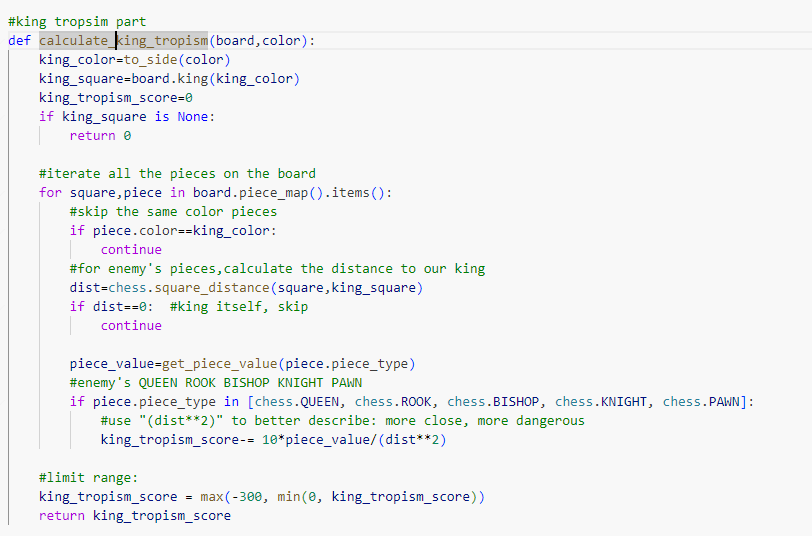 #king tropsim part
def calculate_king_tropism(board,color):
    king_color=to_side(color)
    king_square=board.king(king_color)
    king_tropism_score=0
    if king_square is None:
        return 0

    #iterate all the pieces on the board
    for square,piece in board.piece_map().items():
        #skip the same color pieces
        if piece.color==king_color:
            continue
        #for enemy's pieces,calculate the distance to our king
        dist=chess.square_distance(square,king_square)
        if dist==0:  #king itself, skip
            continue

        piece_value=get_piece_value(piece.piece_type)
        #enemy's QUEEN ROOK BISHOP KNIGHT PAWN
        if piece.piece_type in [chess.QUEEN, chess.ROOK, chess.BISHOP, chess.KNIGHT, chess.PAWN]:
            #use "(dist**2)" to better describe: more close, more dangerous
            king_tropism_score-= 10*piece_value/(dist**2)

    #limit range:
    king_tropism_score = max(-300, min(0, king_tropism_score))
    return king_tropism_score